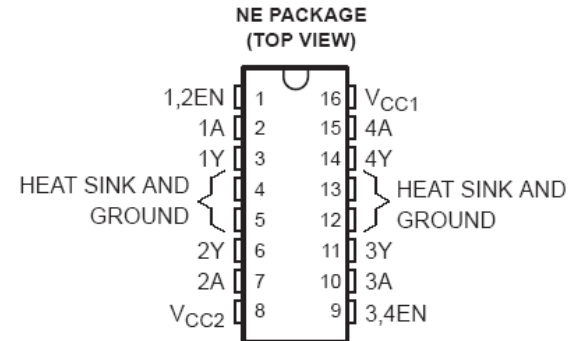 NE PACKAGE
(TOP VIEW)
1,2EN 1 16 VCC1
1A 2 15 4A
1Y 3 14 4Y
HEAT SINK AND 4 13 HEAT SINK AND
GROUND 5 12 GROUND
2Y 6 11 3Y
2A 7 10 3A
VCC2 8 9 3,4EN